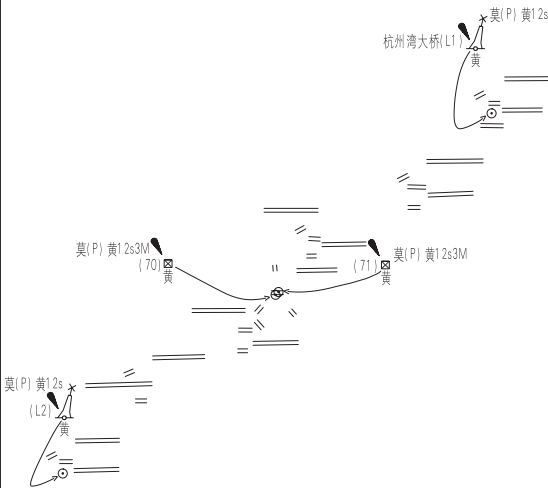 莫(P) 黄12s
杭州湾大桥(L1)
黄
莫(P) 黄12s3M
(70)
黄
莫(P) 黄12s3M
(71)
黄
莫(P) 黄12s
(L2)
黄